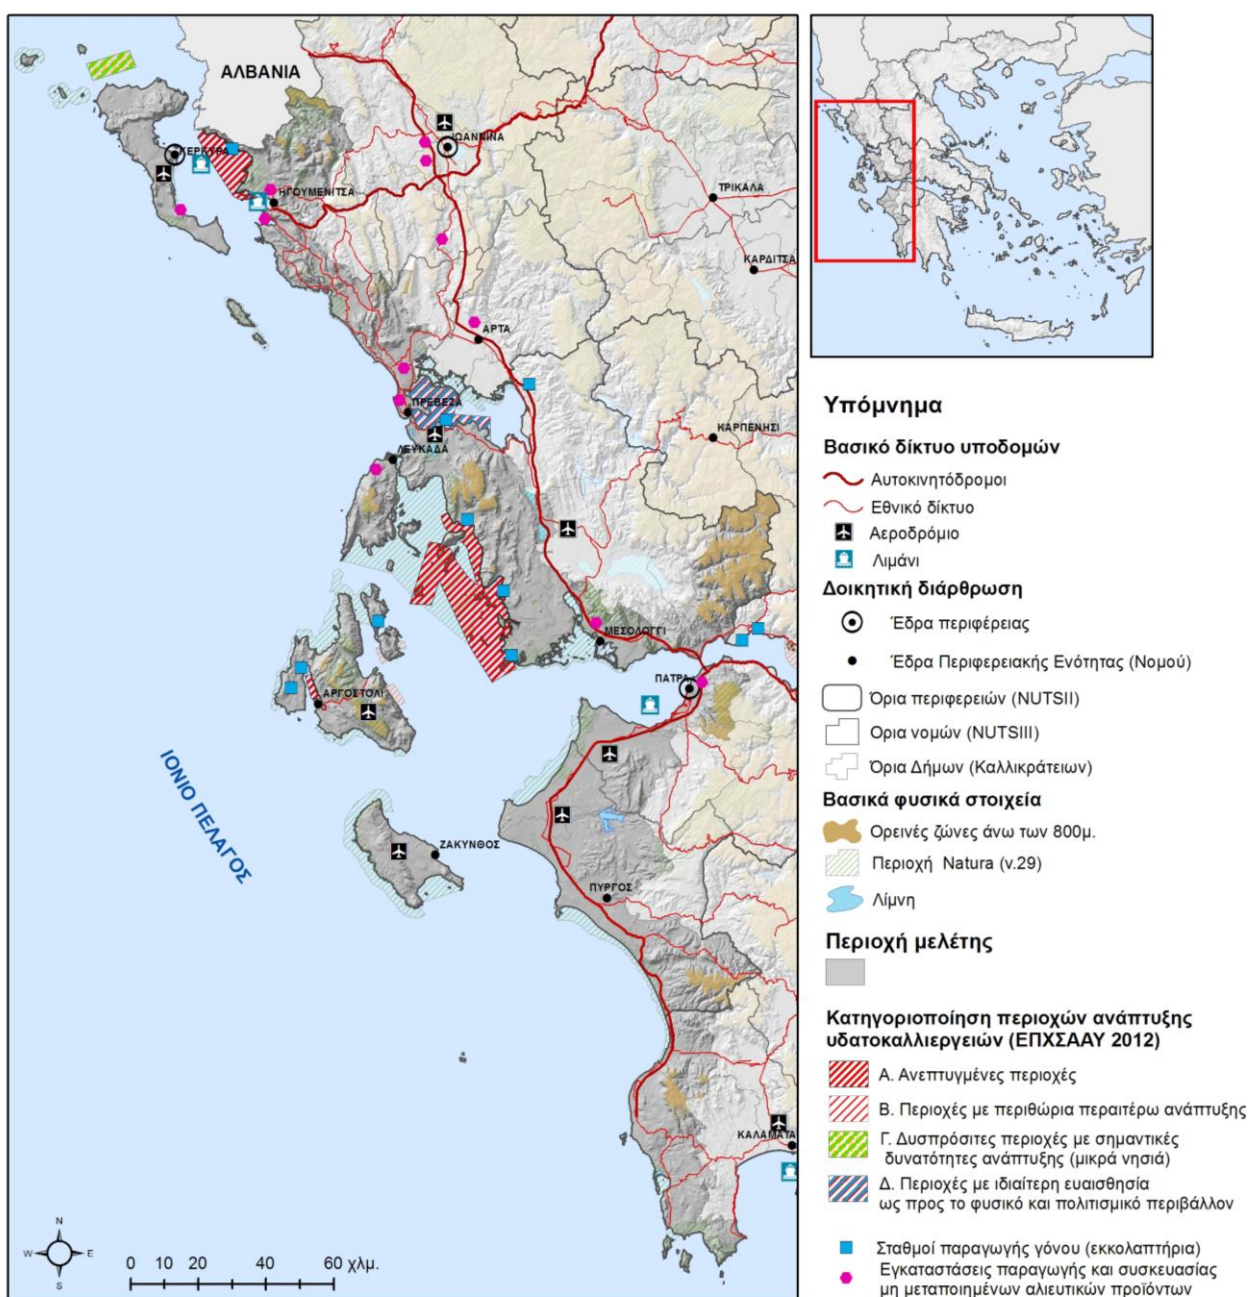 ΑΛΒΑΝΙΑ
ΙΩΑΝΝΙΝΑ
ΚΕΡΚΥΡΑ
ΗΓΟΥΜΕΝΙΤΣΑ
ΤΡΙΚΑΛΑ
ΚΑΡΔΙΤΣΑ
ΑΡΤΑ
ΠΡΕΒΕΖΑ
ΚΑΡΠΕΝΗΣΙ
ΛΕΥΚΑΔΑ
ΜΕΣΟΛΟΓΓΙ
ΠΑΤΡΑ
ΑΡΓΟΣΤΟΛΙ
ΙΟΝΙΟ ΠΕΛΑΓΟΣ
ΖΑΚΥΝΘΟΣ
ΠΥΡΓΟΣ
ΚΑΛΑΜΑΤΑ
N
W E
S
0 10 20 40 60 χλμ.
Υπόμνημα
Βασικό δίκτυο υποδομών
Αυτοκινητόδρομοι
Εθνικό δίκτυο
Αεροδρόμιο
Λιμάνι
Δοικητική διάρθρωση
Έδρα περιφέρειας
Έδρα Περιφερειακής Ενότητας (Νομού)
Όρια περιφερειών (NUTSII)
Ορια νομών (NUTSIII)
Όρια Δήμων (Καλλικράτειων)
Βασικά φυσικά στοιχεία
Ορεινές ζώνες άνω των 800μ.
Περιοχή Natura (v.29)
Λίμνη
Περιοχή μελέτης
Κατηγοριοποίηση περιοχών ανάπτυξης
υδατοκαλλιεργειών (ΕΠΧΣΑΑΥ 2012)
Α. Ανεπτυγμένες περιοχές
Β. Περιοχές με περιθώρια περαιτέρω ανάπτυξης
Γ. Δυσπρόσιτες περιοχές με σημαντικές
δυνατότητες ανάπτυξης (μικρά νησιά)
Δ. Περιοχές με ιδιαίτερη ευαισθησία
ως προς το φυσικό και πολιτισμικό περιβάλλον
Σταθμοί παραγωγής γόνου (εκκολαπτήρια)
Εγκαταστάσεις παραγωγής και συσκευασίας
μη μεταποιημένων αλιευτικών προϊόντων